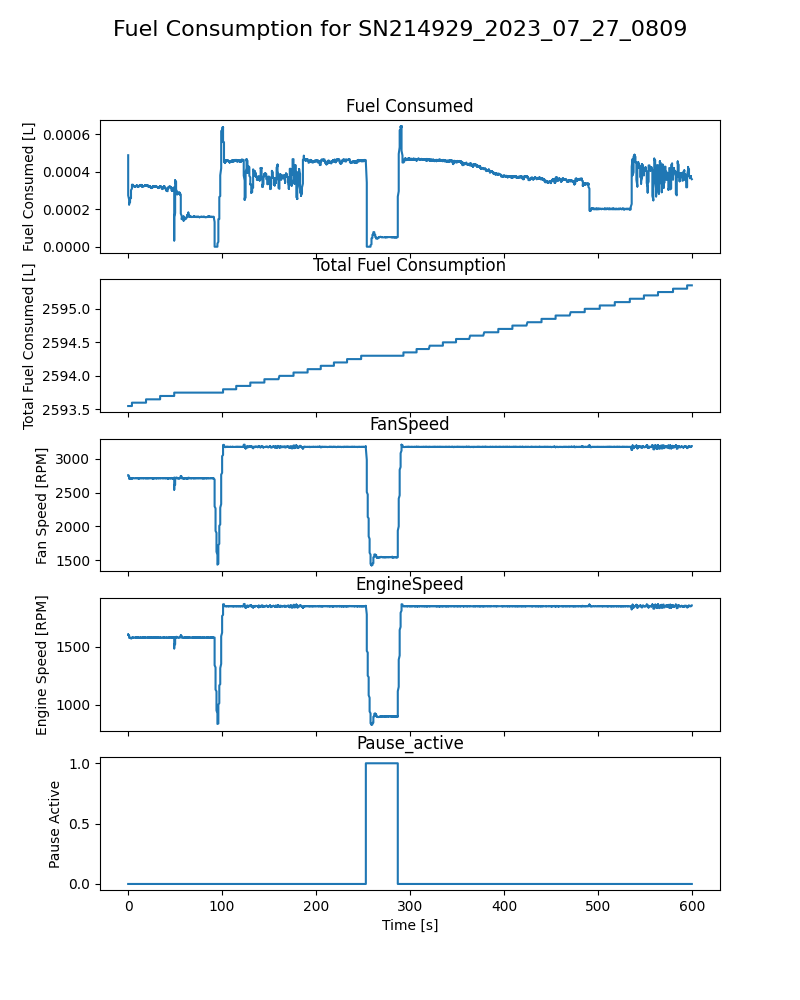 Fuel Consumption for SN214929_2023_07_27_0809
Fuel Consumed
Fuel Consumed [L]
0.0006
0.0004
0.0002
0.0000
Total Fuel Consumption
Total Fuel Consumed [L]
2595.0
2594.5
2594.0
2593.5
FanSpeed
Fan Speed [RPM]
3000
2500
2000
1500
EngineSpeed
Engine Speed [RPM]
1500
1000
Pause_active
Pause Active
1.0
0.5
0.0
0 100 200 300 400 500 600
Time [s]